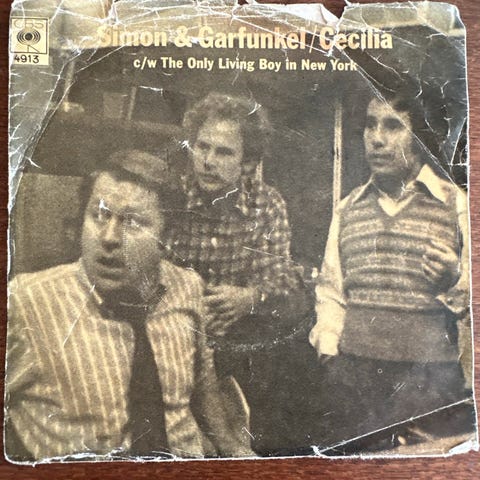 CBS
4913
Simon & Garfunkel/Cecilia
c/w The Only Living Boy in New York